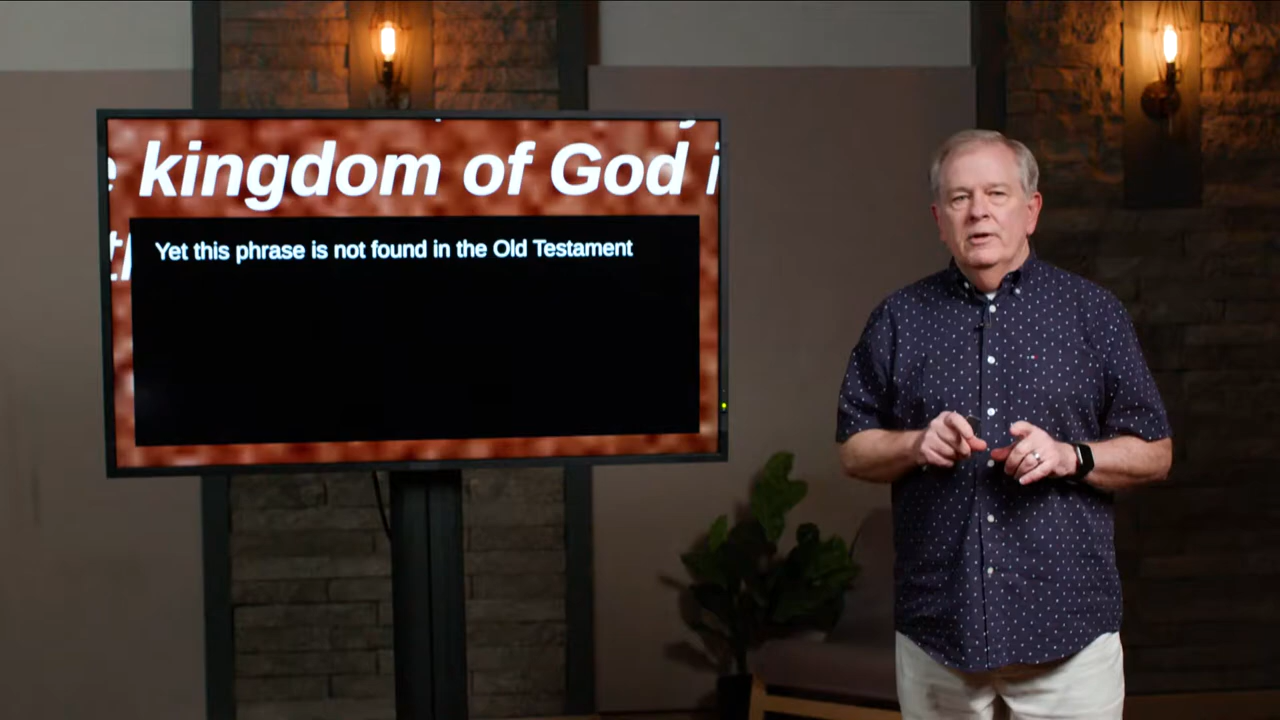 kingdom of God
Yet this phrase is not found in the Old Testament